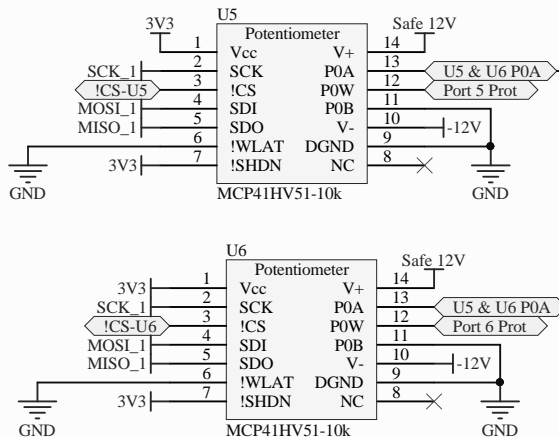 U5
3V3 Potentiometer Safe 12V
1 Vcc V+ 14
SCK_1 2 SCK P0A 13 U5 & U6 P0A
!CS-U5 3 !CS P0W 12 Port 5 Prot
MOSI_1 4 SDI P0B 11
MISO_1 5 SDO V- 10 -12V
6 !WLAT DGND 9
3V3 7 !SHDN NC 8
GND MCP41HV51-10k GND
U6
Potentiometer Safe 12V
3V3 1 Vcc V+ 14
SCK_1 2 SCK P0A 13 U5 & U6 P0A
!CS-U6 3 !CS P0W 12 Port 6 Prot
MOSI_1 4 SDI P0B 11
MISO_1 5 SDO V- 10 -12V
6 !WLAT DGND 9
3V3 7 !SHDN NC 8
GND MCP41HV51-10k GND